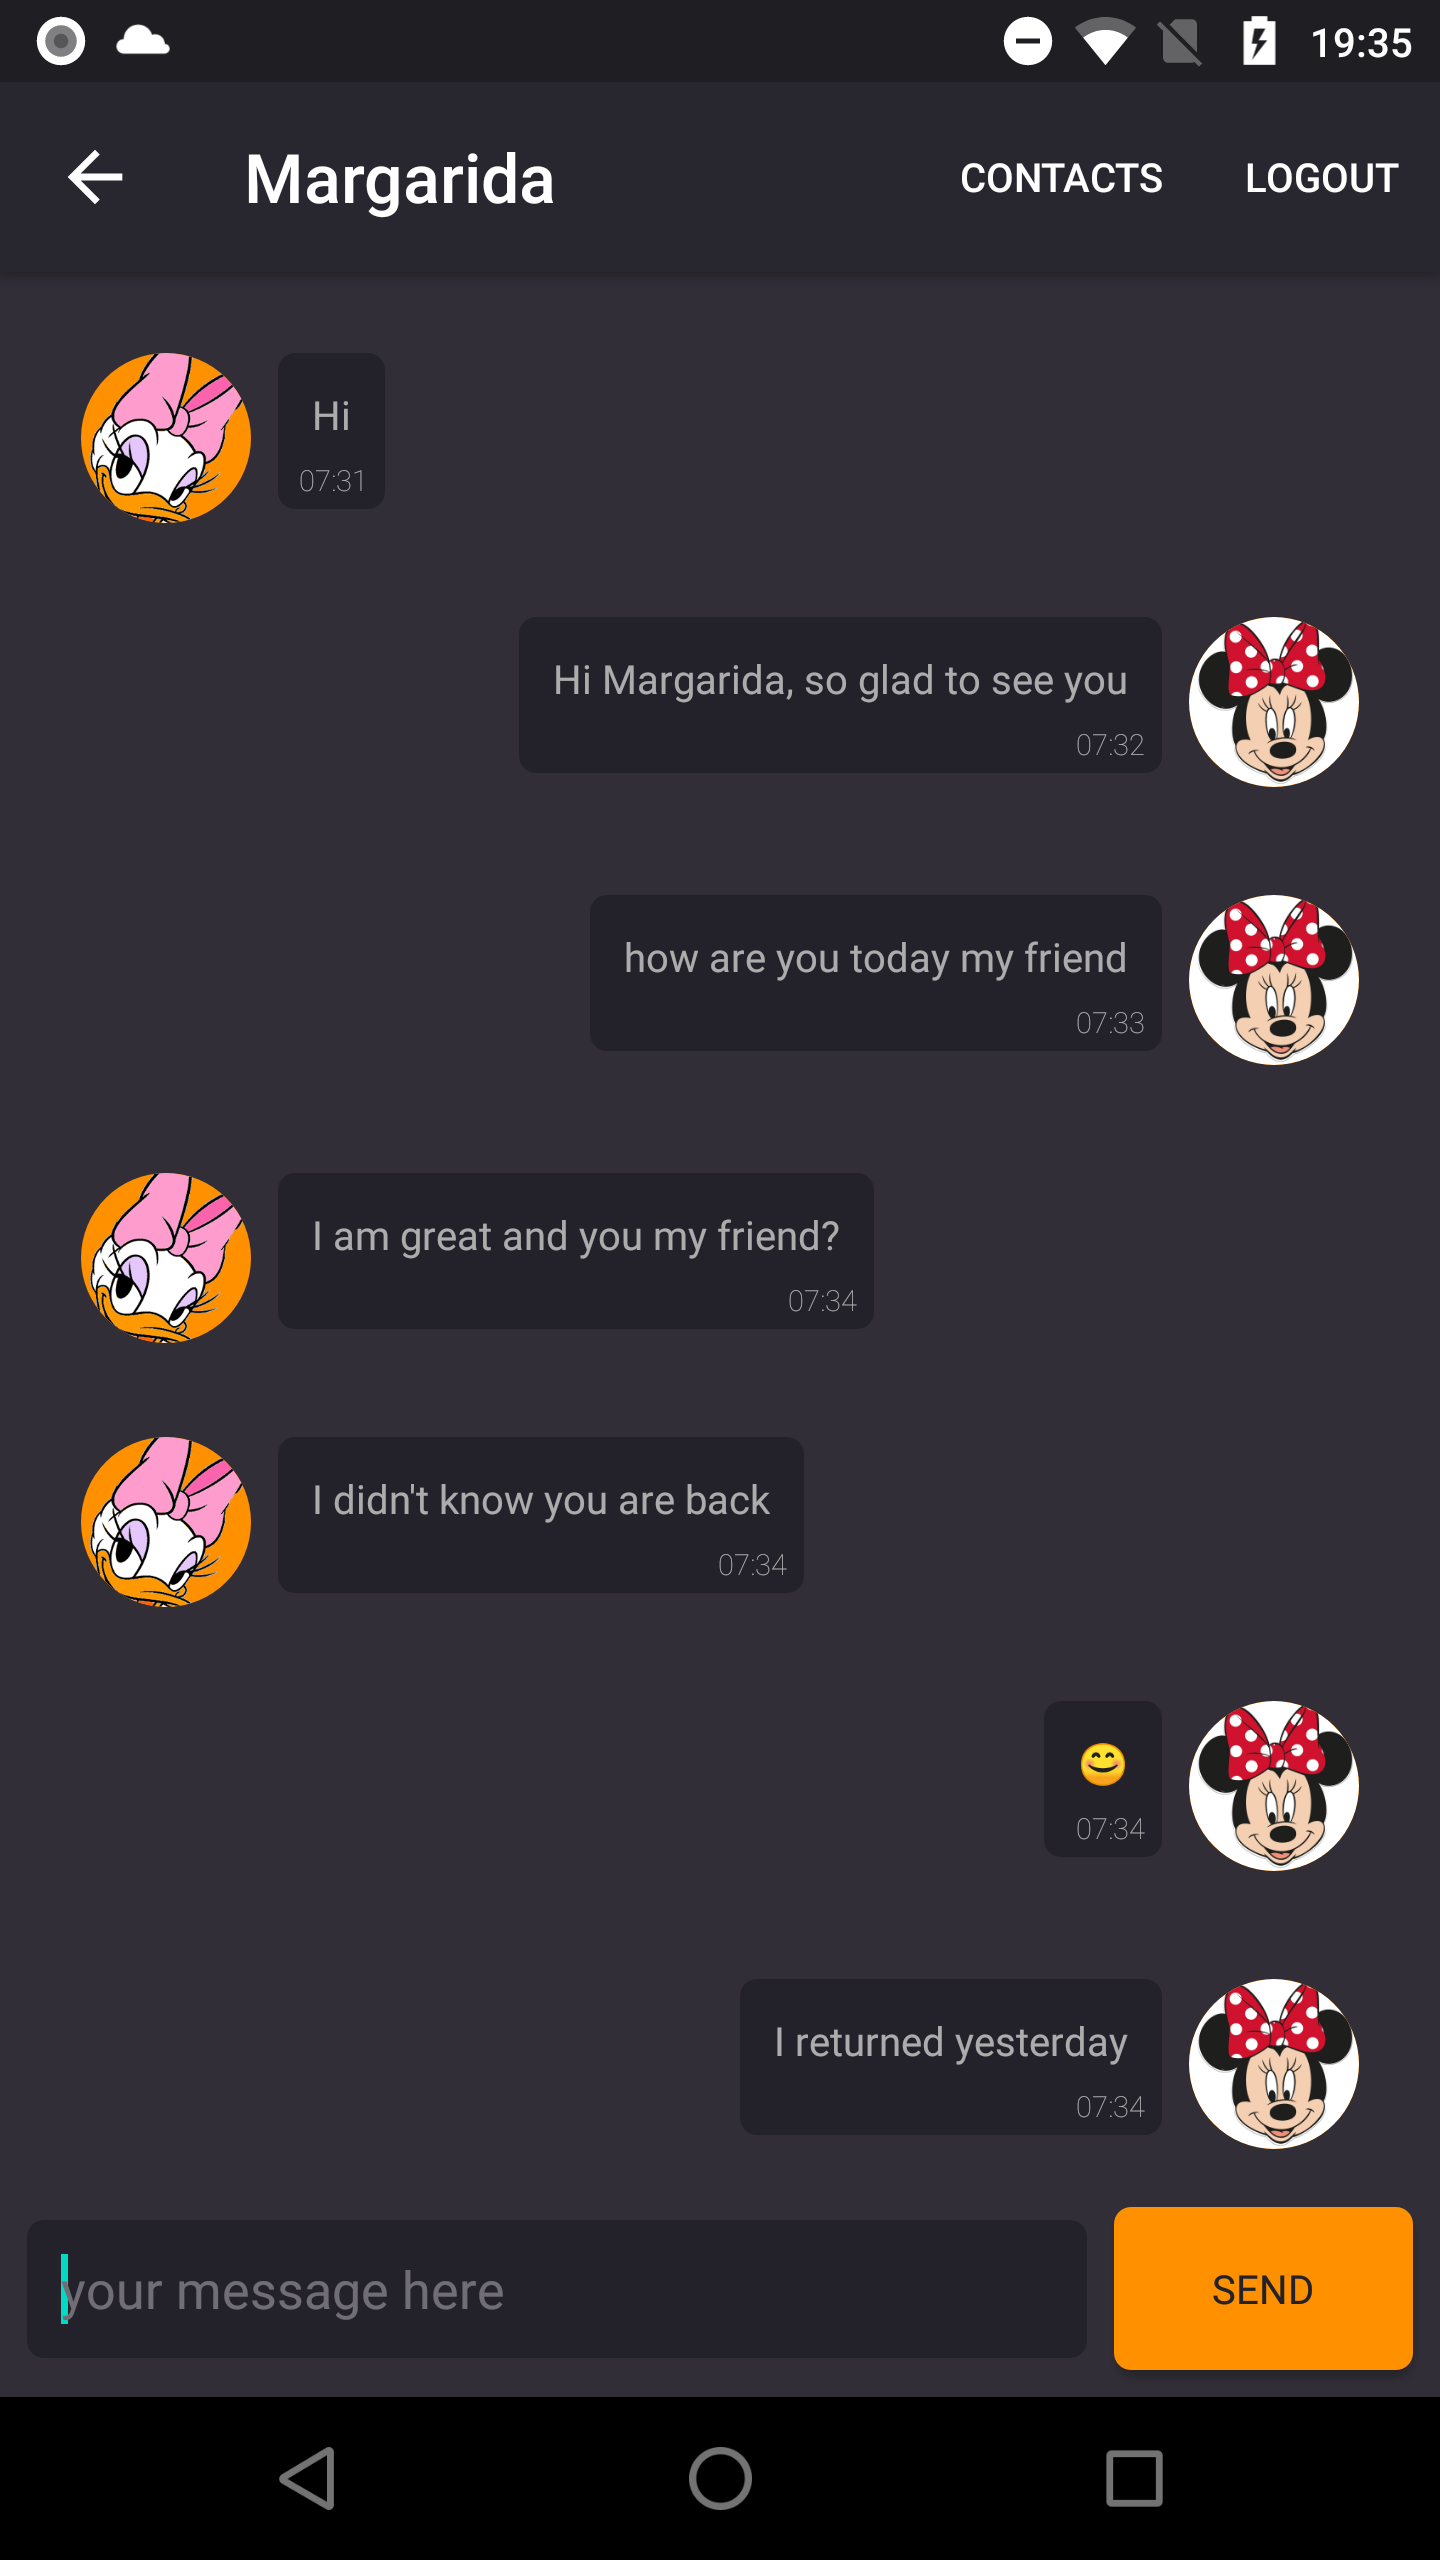 19:35
Margarida CONTACTS LOGOUT
Hi
07:31
Hi Margarida, so glad to see you
07:32
how are you today my friend
07:33
I am great and you my friend?
07:34
I didn't know you are back
07:34
😊
07:34
I returned yesterday
07:34
your message here SEND